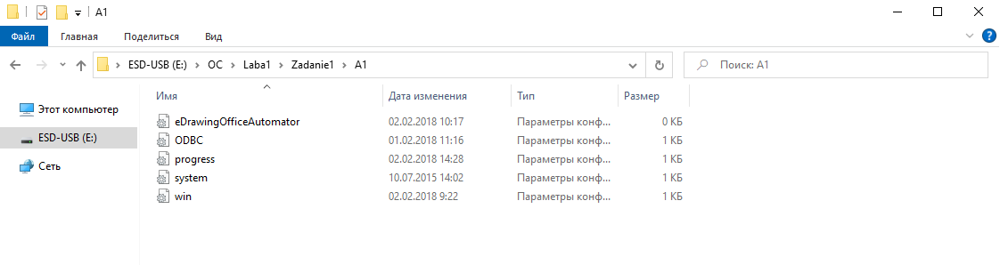 A1
Файл Главная Поделиться Вид
ESD-USB (E:) ОС Laba1 Zadanie1 A1 Поиск: A1
Имя Дата изменения Тип Размер
Этот компьютер
ESD-USB (E:)
Сеть
eDrawingOfficeAutomator 02.02.2018 10:17 Параметры конф... 0 КБ
ODBC 01.02.2018 11:16 Параметры конф... 1 КБ
progress 02.02.2018 14:28 Параметры конф... 1 КБ
system 10.07.2015 14:02 Параметры конф... 1 КБ
win 02.02.2018 9:22 Параметры конф... 1 КБ